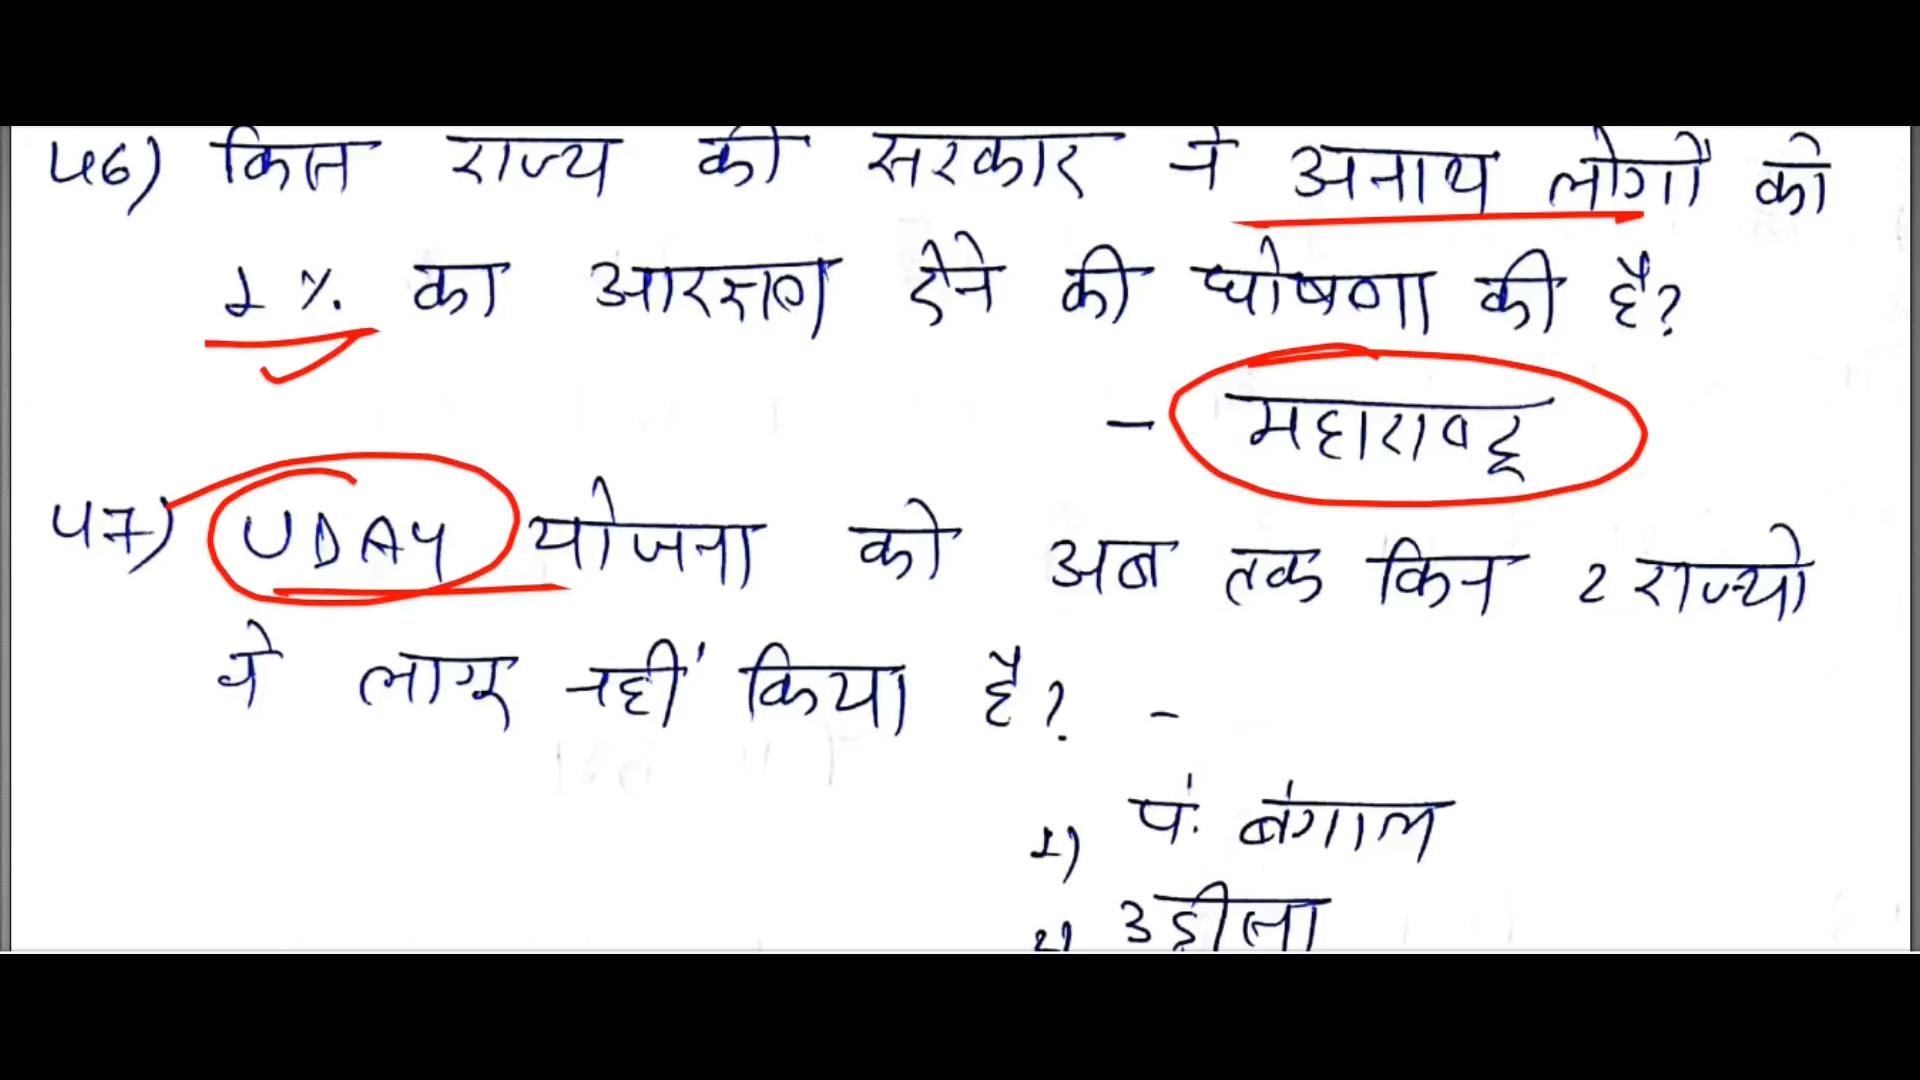 46) किस राज्य की सरकार ने अनाथ लोगों को
1 %. का आरक्षण देने की घोषणा की है?
- महाराष्ट्र
47) UDAY योजना को अब तक किन 2 राज्यो
ने लागू नहीं किया है? -
1) पं. बंगाल
2) उड़ीसा